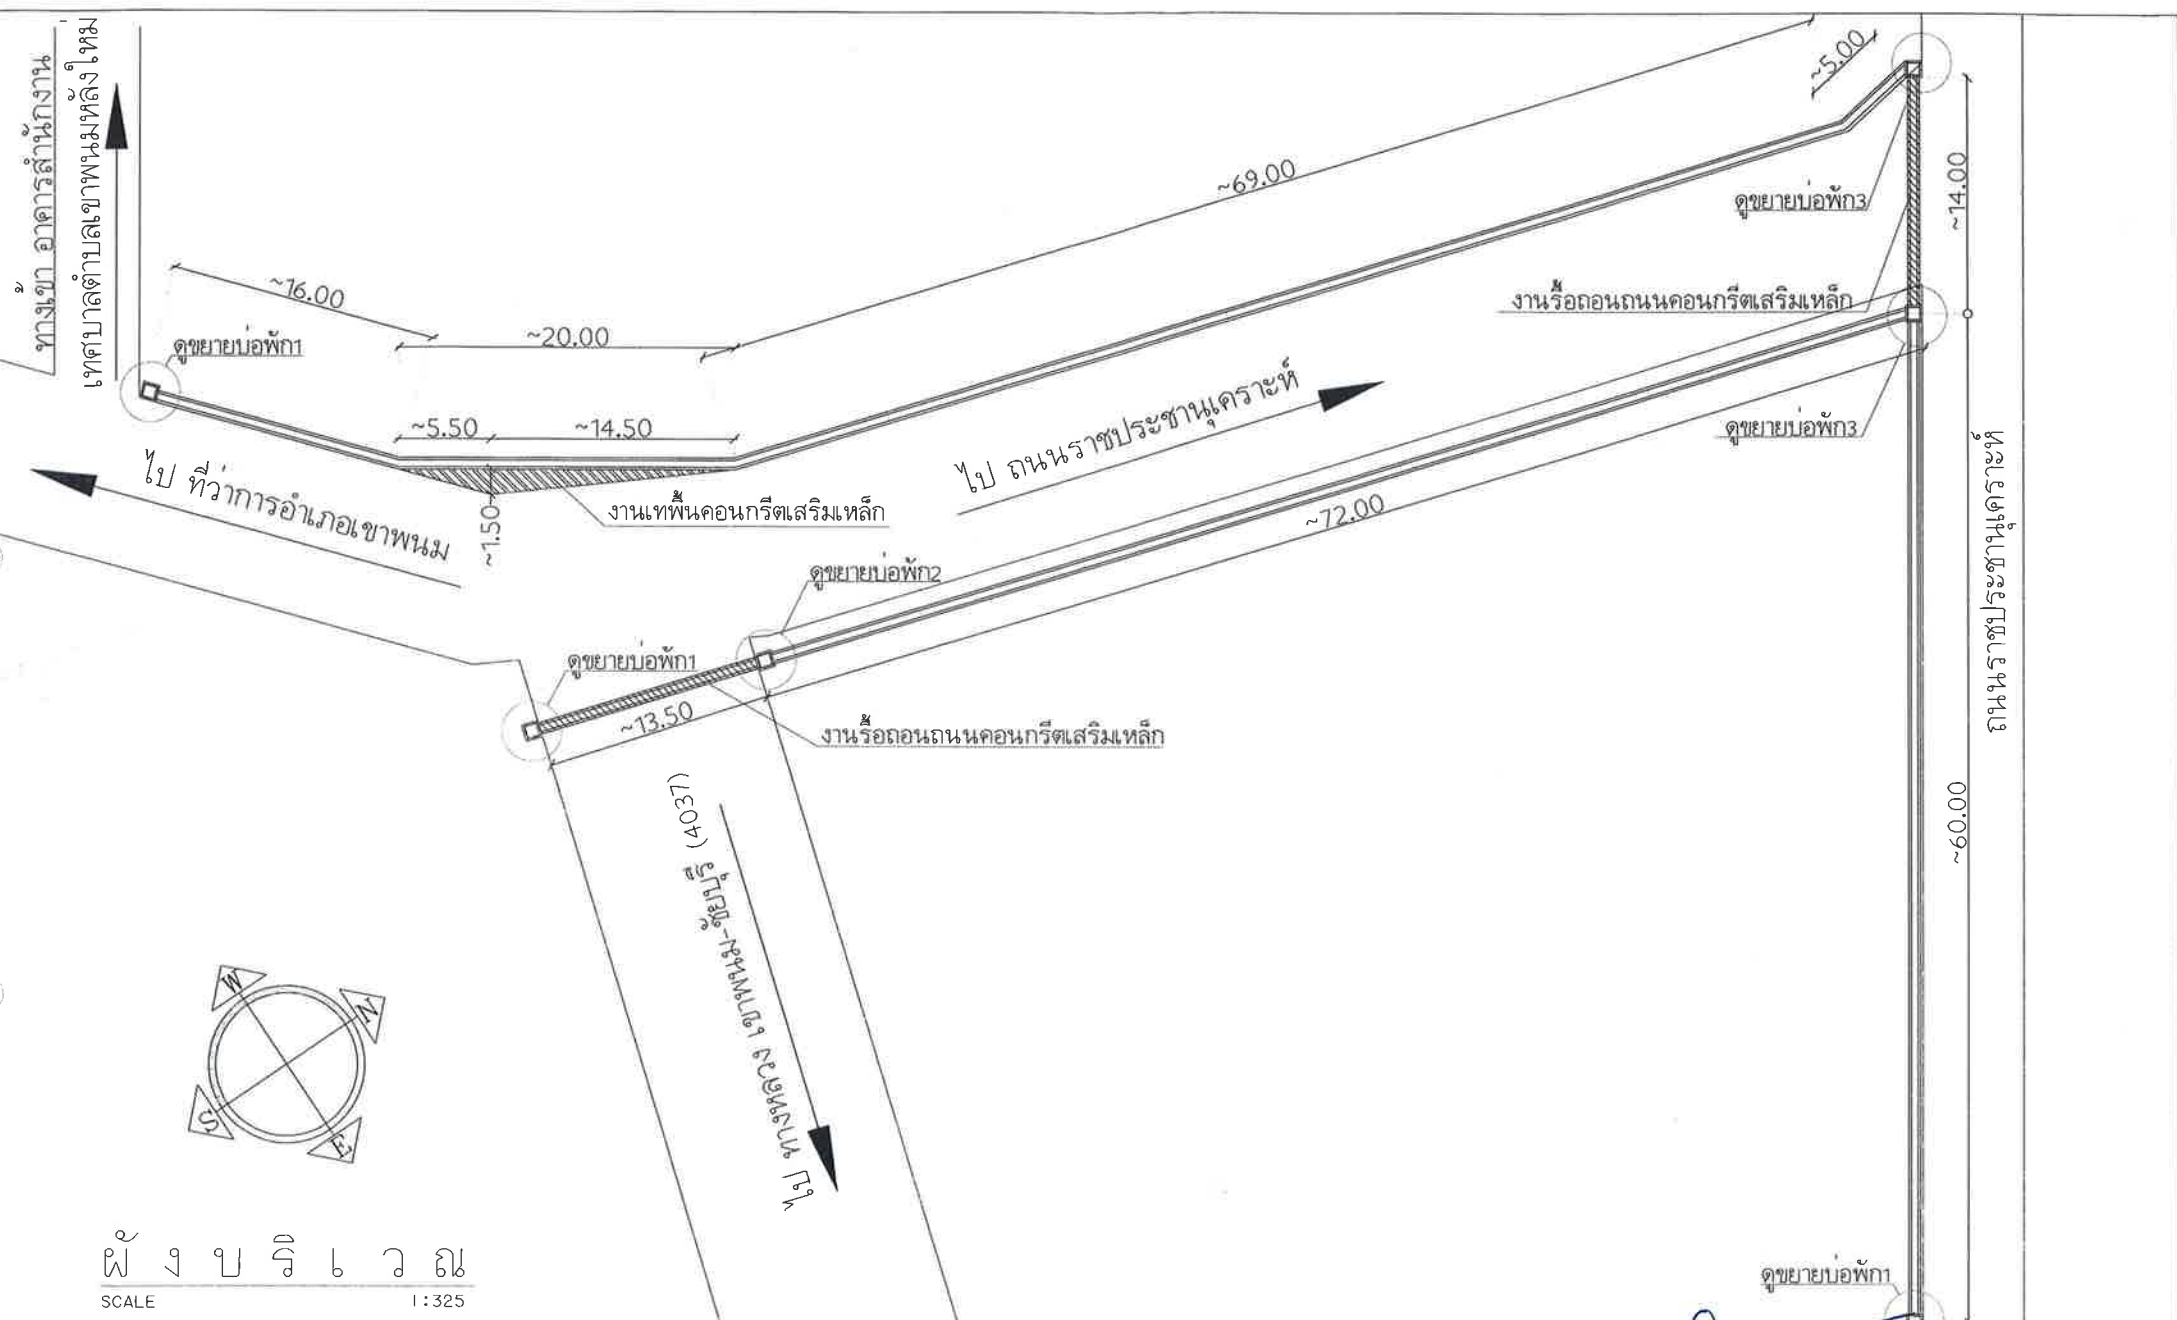 ทางเข้า อาคารสำนักงาน
เทศบาลตำบลเขาพนมหลังใหม่
~16.00
~20.00
~69.00
~5.00
~14.00
ดูขยายบ่อพัก3
งานรื้อถอนถนนคอนกรีตเสริมเหล็ก
ดูขยายบ่อพัก1
~5.50
~14.50
ไป ที่ว่าการอำเภอเขาพนม
~1.50
งานเทพื้นคอนกรีตเสริมเหล็ก
ไป ถนนราชประชานุเคราะห์
ดูขยายบ่อพัก3
~72.00
ถนนราชประชานุเคราะห์
ดูขยายบ่อพัก2
ดูขยายบ่อพัก1
~13.50
งานรื้อถอนถนนคอนกรีตเสริมเหล็ก
ไป ทางหลวง เขาพนม-ชัยบุรี (4037)
~60.00
W
N
S
E
ดูขยายบ่อพัก1
ผังบริเวณ
SCALE 1:325